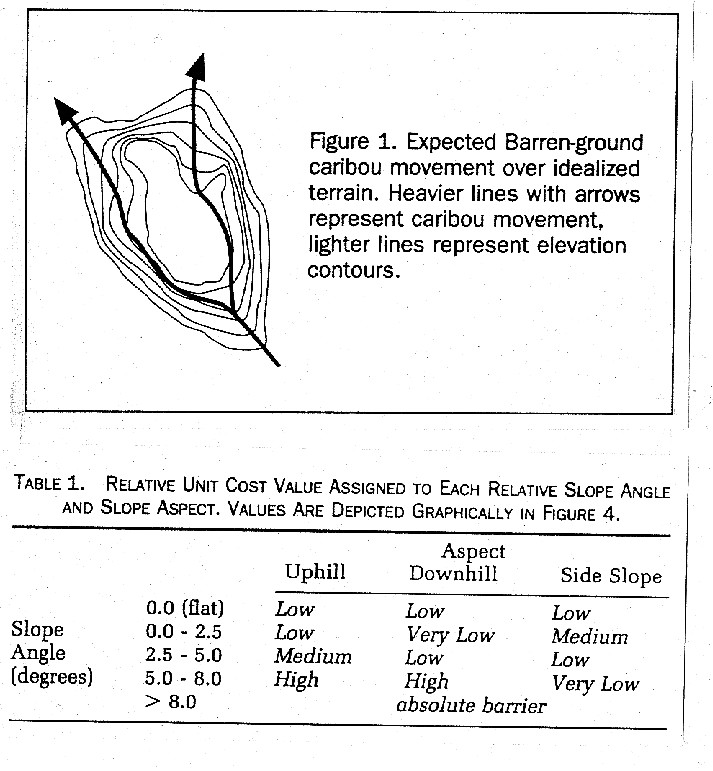 Figure 1. Expected Barren-ground
caribou movement over idealized
terrain. Heavier lines with arrows
represent caribou movement,
lighter lines represent elevation
contours.
TABLE 1. RELATIVE UNIT COST VALUE ASSIGNED TO EACH RELATIVE SLOPE ANGLE
AND SLOPE ASPECT. VALUES ARE DEPICTED GRAPHICALLY IN FIGURE 4.
Aspect
Uphill Downhill Side Slope
0.0 (flat) Low Low Low
Slope 0.0 - 2.5 Low Very Low Medium
Angle 2.5 - 5.0 Medium Low Low
(degrees) 5.0 - 8.0 High High Very Low
> 8.0 absolute barrier